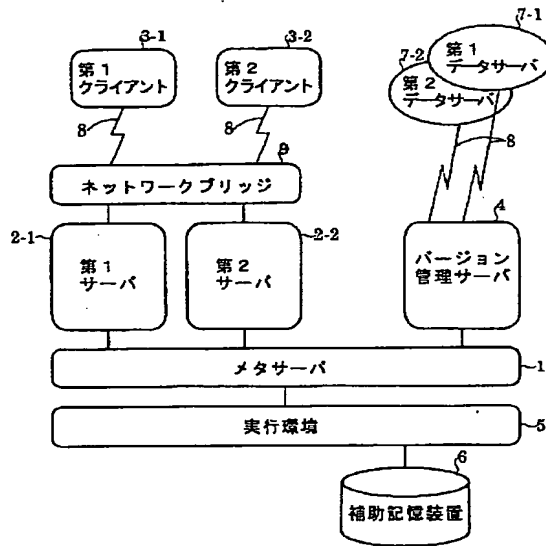 7-1
3-1
3-2
7-2
第1
データサーバ
第2
データサーバ
第1
クライアント
第2
クライアント
8
8
8
9
ネットワークブリッジ
2-1
2-2
4
第1
サーバ
第2
サーバ
バージョン
管理サーバ
メタサーバ
1
実行環境
5
6
補助記憶装置